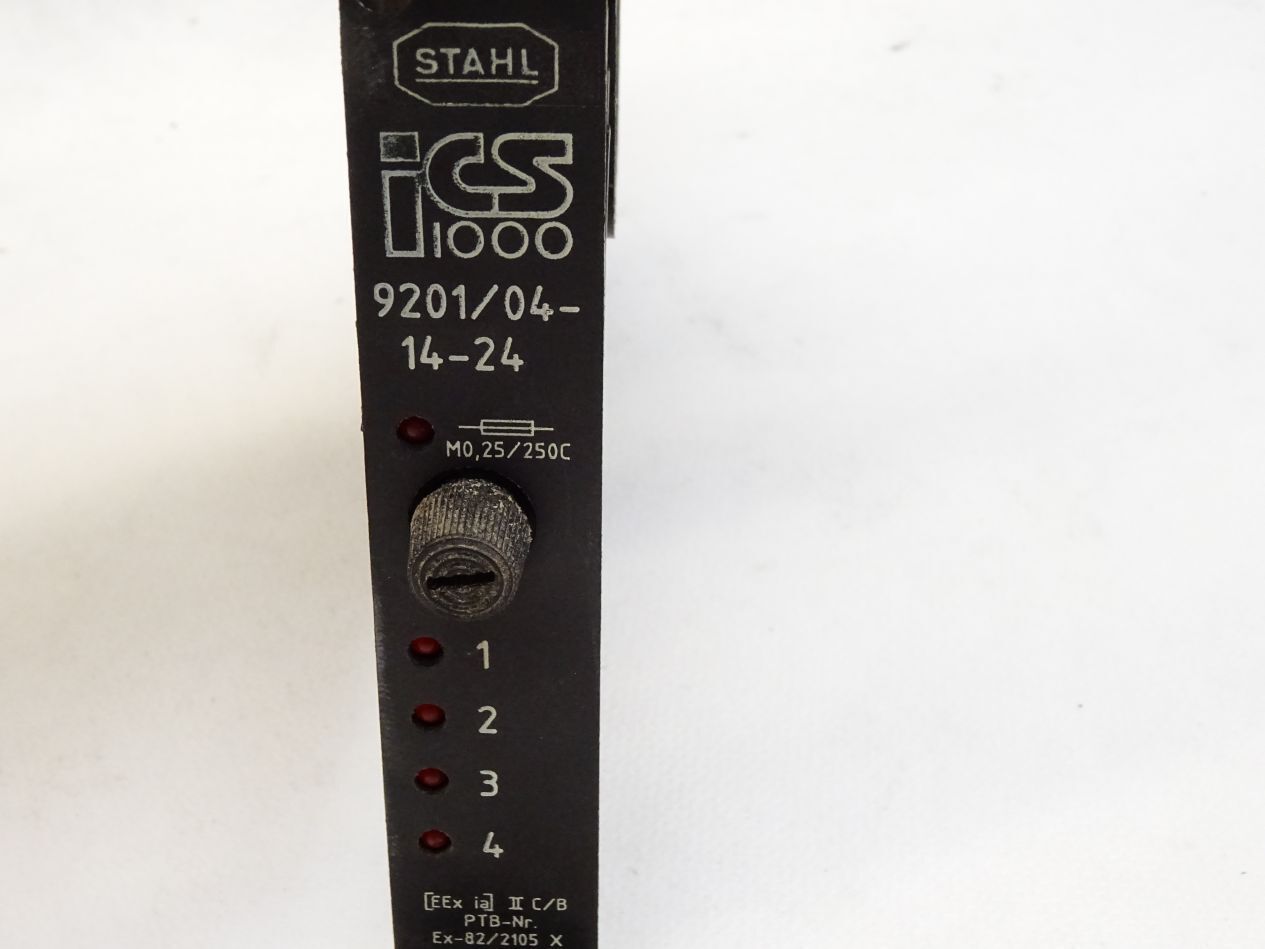 STAHL
iCS
1000
9201/04-
14-24
M0,25/250C
1
2
3
4
[EEx ia] II C/B
PTB-Nr.
Ex-82/2105 X